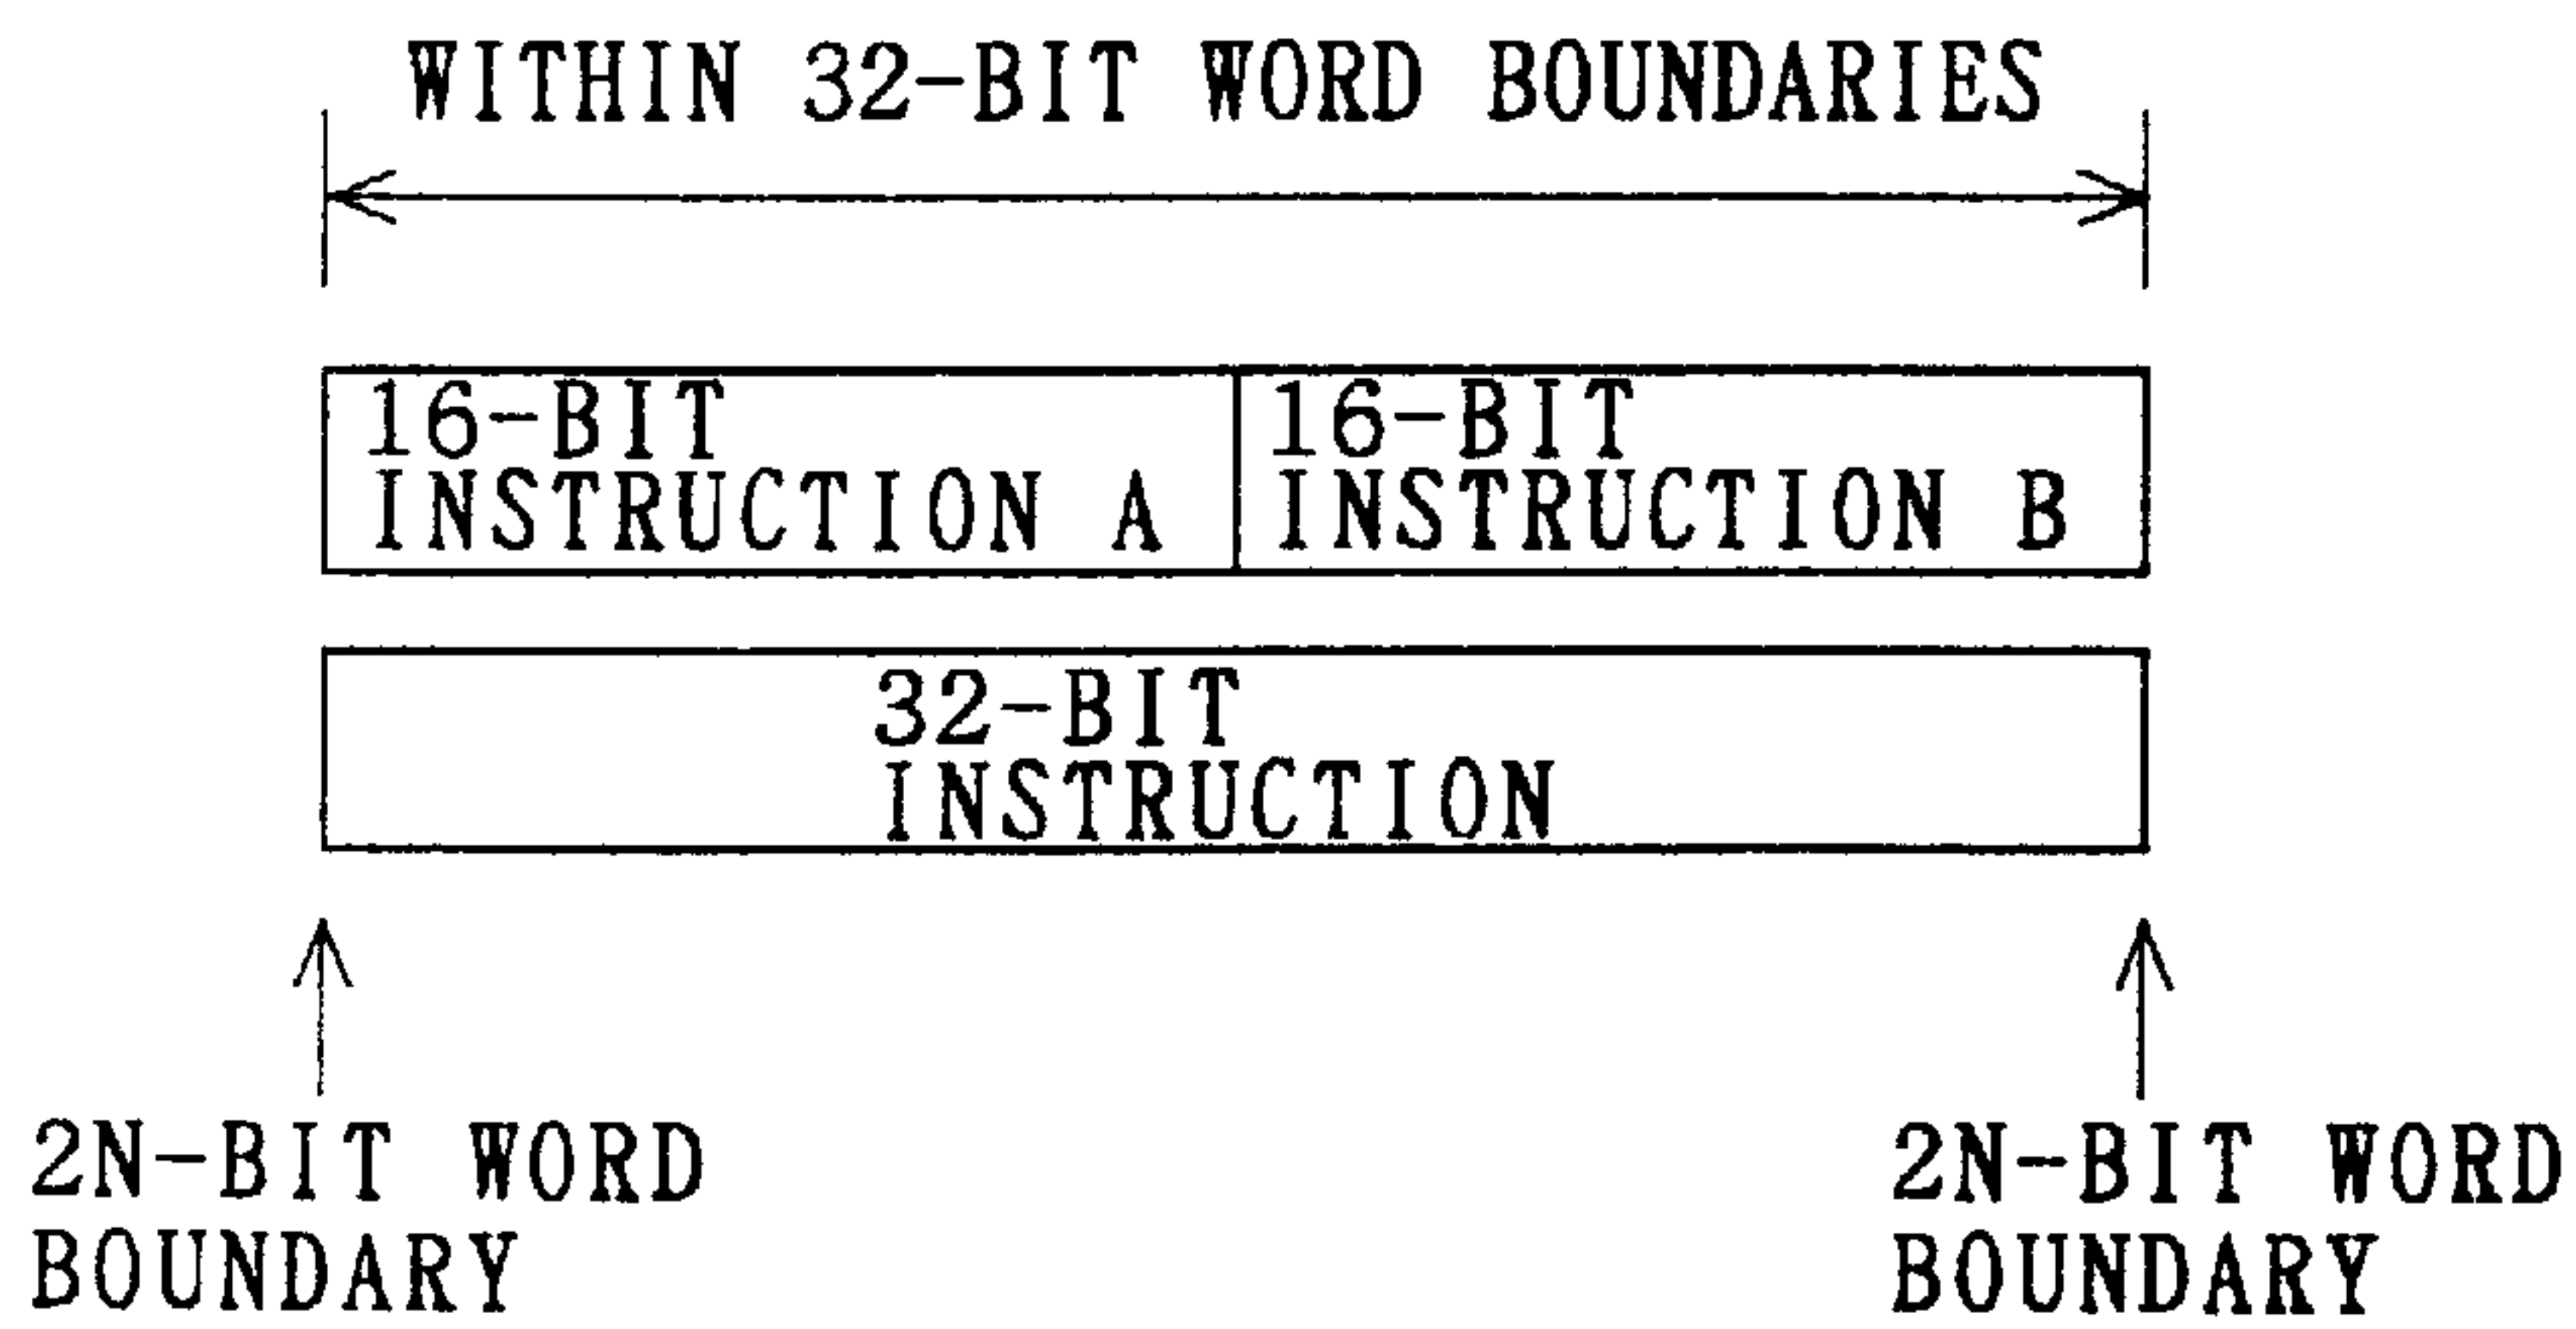 WITHIN 32-BIT WORD BOUNDARIES
16-BIT
INSTRUCTION A
16-BIT
INSTRUCTION B
32-BIT
INSTRUCTION
2N-BIT WORD
BOUNDARY
2N-BIT WORD
BOUNDARY